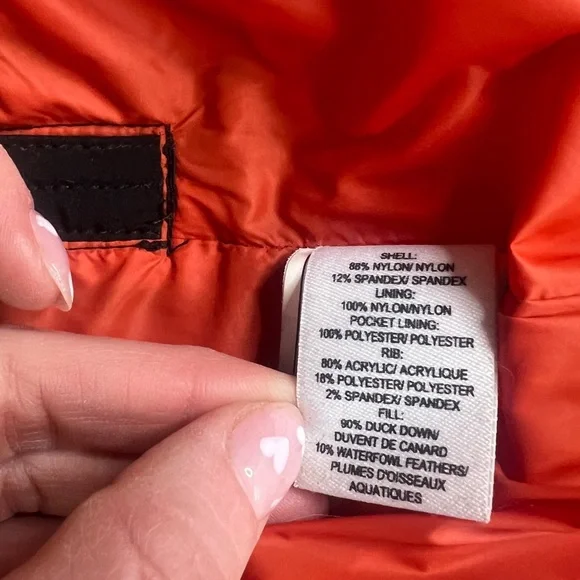 SHELL:
88% NYLON/ NYLON
12% SPANDEX/ SPANDEX
LINING:
100% NYLON/NYLON
POCKET LINING:
100% POLYESTER/ POLYESTER
RIB:
80% ACRYLIC/ ACRYLIQUE
18% POLYESTER/ POLYESTER
2% SPANDEX/ SPANDEX
FILL:
90% DUCK DOWN/
DUVENT DE CANARD
10% WATERFOWL FEATHERS/
PLUMES D'OISEAUX
AQUATIQUES